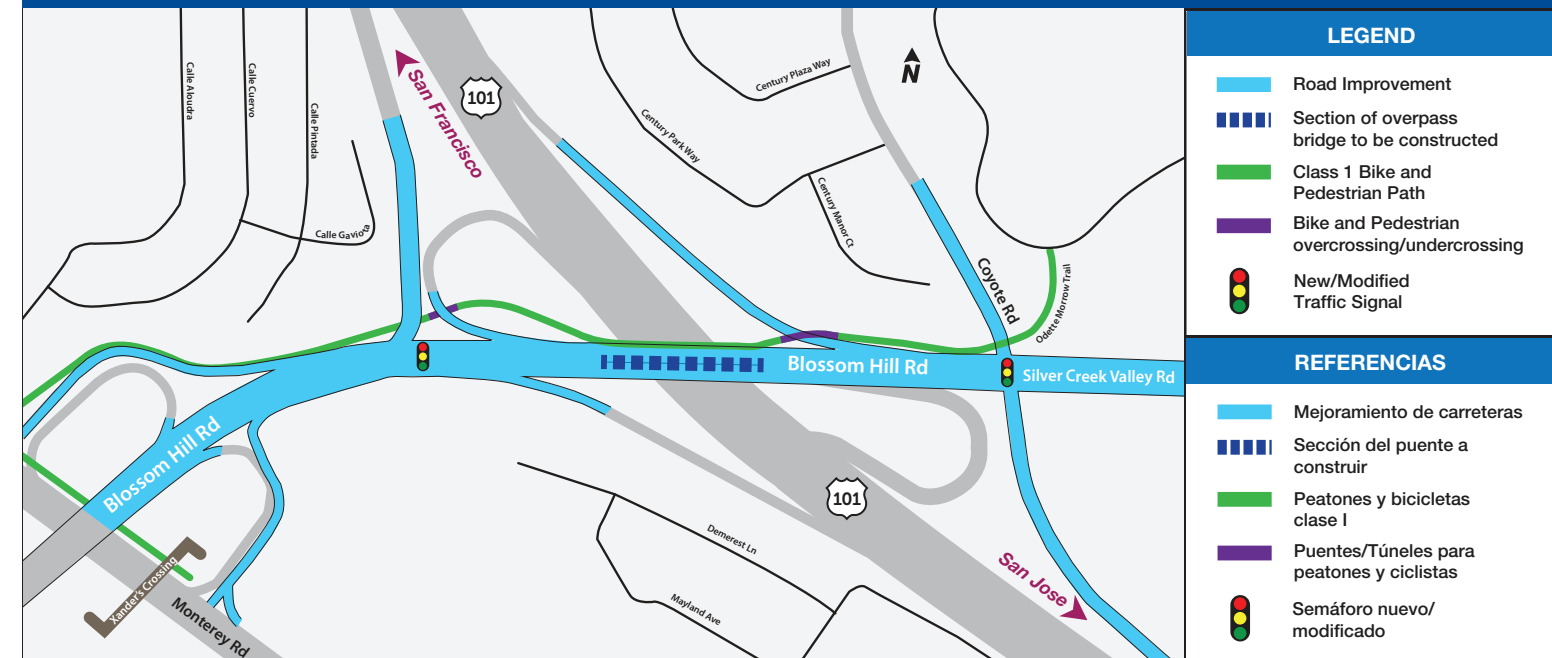 Calle Aloudra
Calle Cuervo
Calle Pintada
Calle Gaviota
San Francisco
101
Century Plaza Way
Century Park Way
Century Manor Ct
N
Coyote Rd
Odette Morrow Trail
Blossom Hill Rd
Silver Creek Valley Rd
Blossom Hill Rd
101
Demerest Ln
Mayland Ave
San Jose
Xander's Crossing
Monterey Rd
LEGEND
Road Improvement
Section of overpass
bridge to be constructed
Class 1 Bike and
Pedestrian Path
Bike and Pedestrian
overcrossing/undercrossing
New/Modified
Traffic Signal
REFERENCIAS
Mejoramiento de carreteras
Sección del puente a
construir
Peatones y bicicletas
clase I
Puentes/Túneles para
peatones y ciclistas
Semáforo nuevo/
modificado